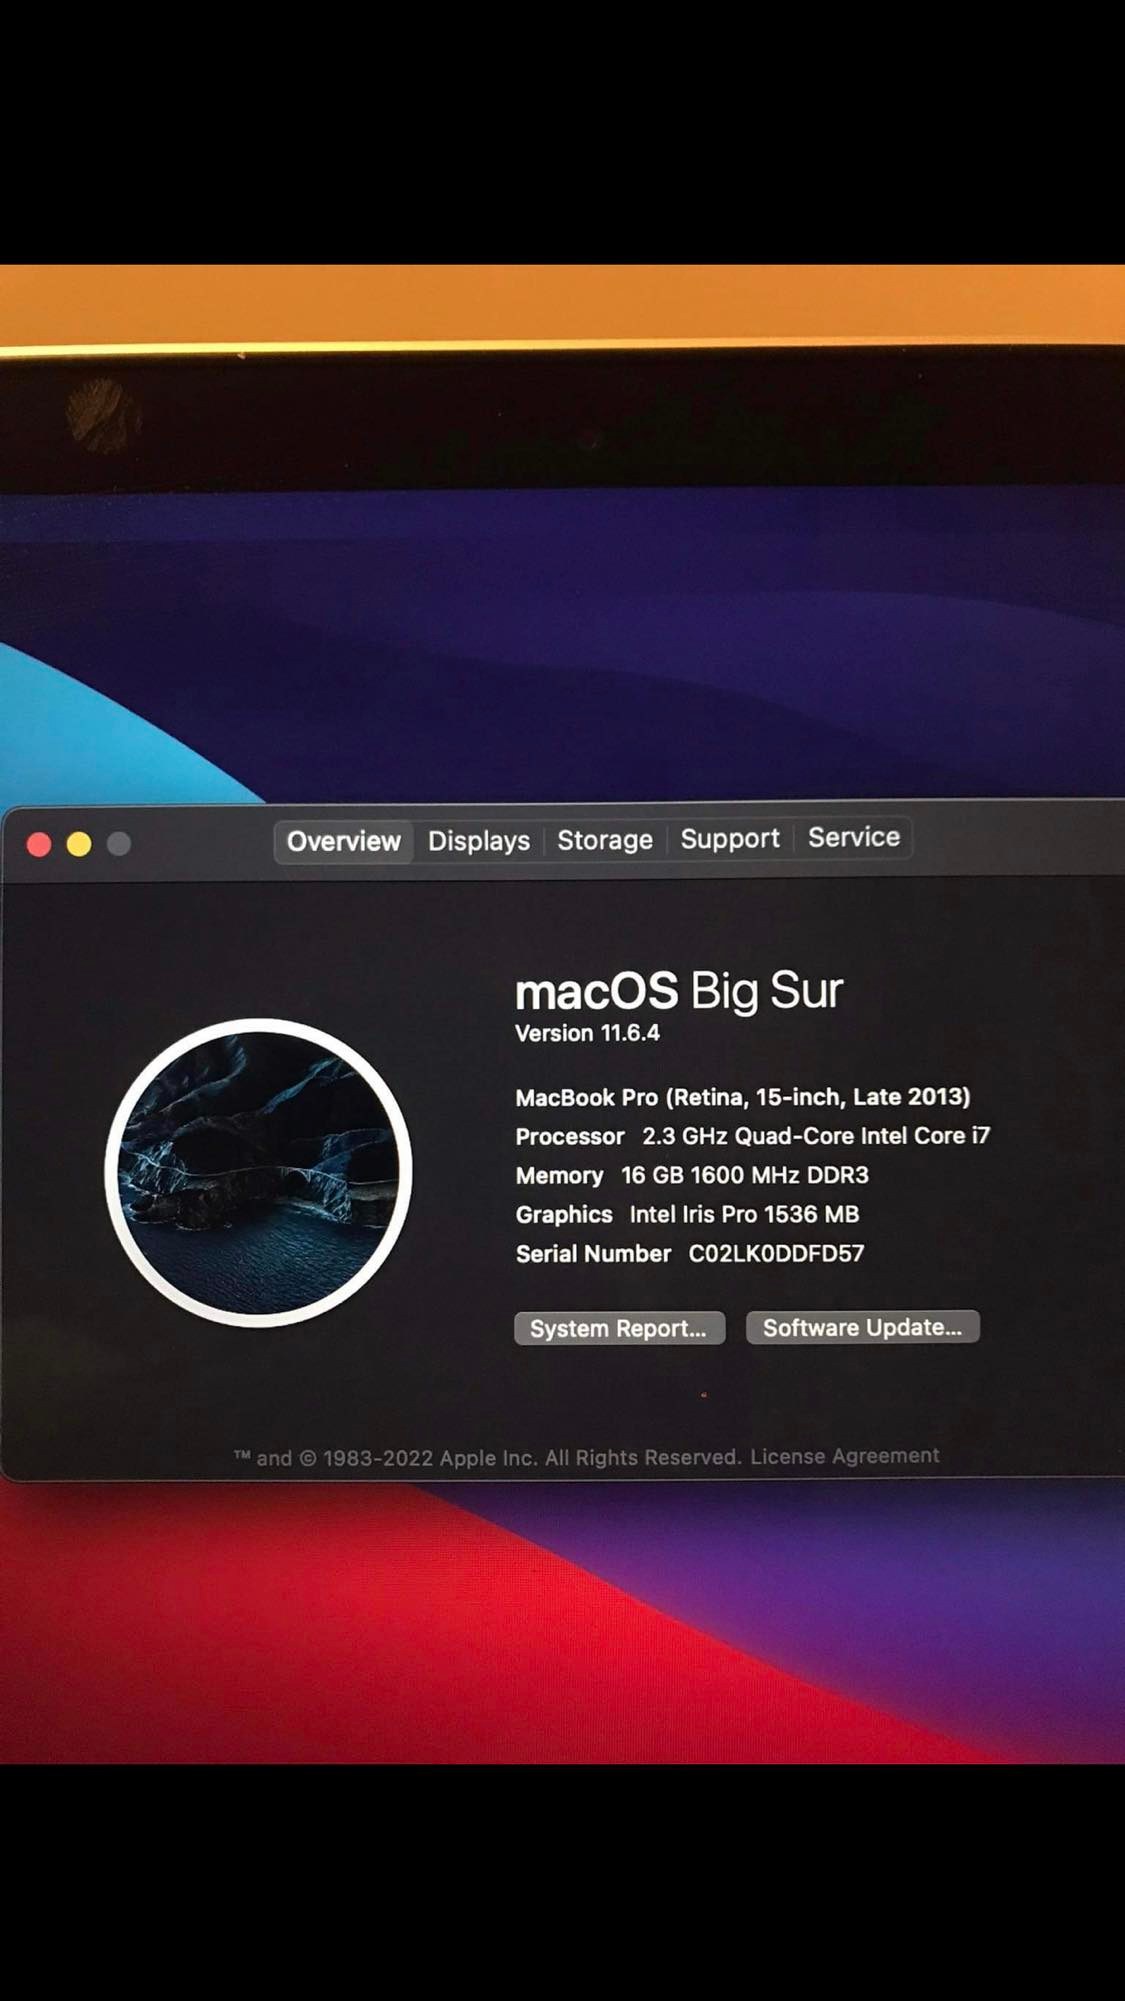 Overview Displays Storage Support Service
macOS Big Sur
Version 11.6.4
MacBook Pro (Retina, 15-inch, Late 2013)
Processor 2.3 GHz Quad-Core Intel Core i7
Memory 16 GB 1600 MHz DDR3
Graphics Intel Iris Pro 1536 MB
Serial Number C02LK0DDFD57
System Report... Software Update...
™ and © 1983-2022 Apple Inc. All Rights Reserved. License Agreement